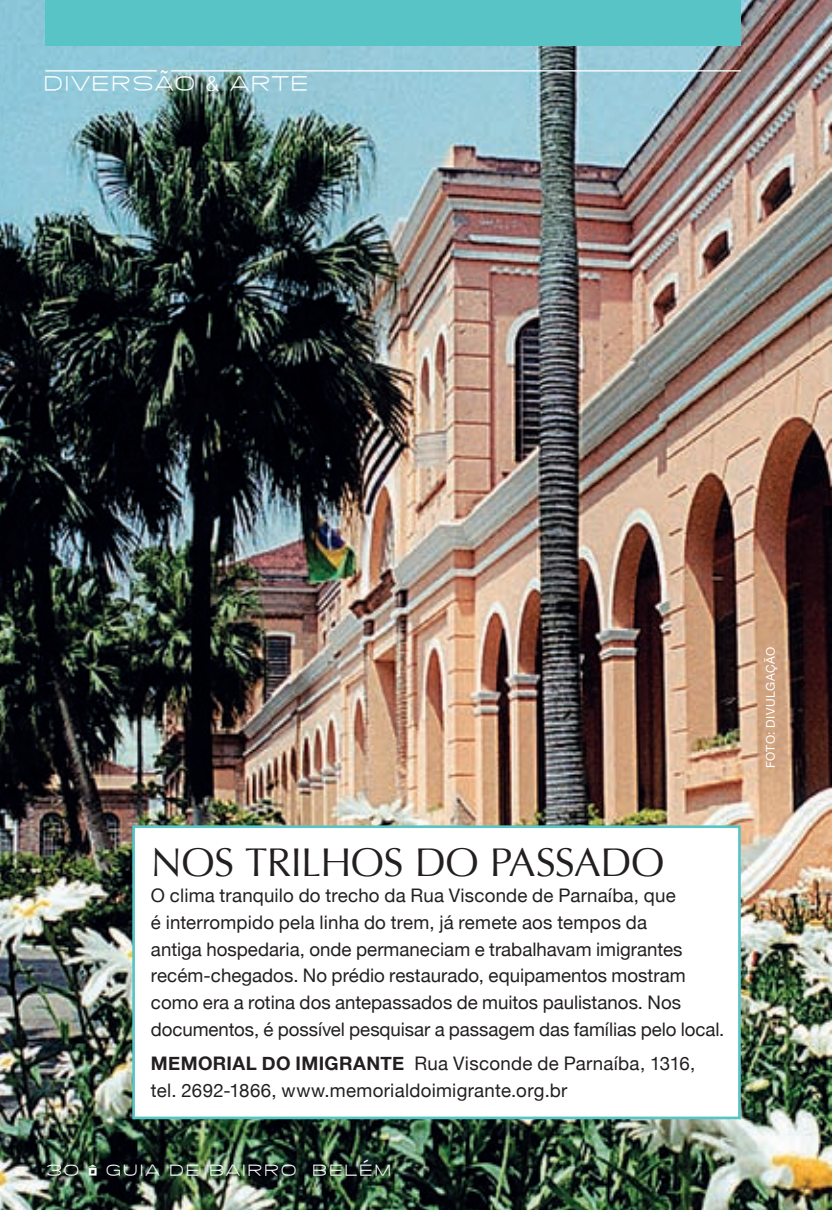 DIVERSÃO & ARTE
FOTO: DIVULGAÇÃO
NOS TRILHOS DO PASSADO
O clima tranquilo do trecho da Rua Visconde de Parnaíba, que
é interrompido pela linha do trem, já remete aos tempos da
antiga hospedaria, onde permaneciam e trabalhavam imigrantes
recém-chegados. No prédio restaurado, equipamentos mostram
como era a rotina dos antepassados de muitos paulistanos. Nos
documentos, é possível pesquisar a passagem das famílias pelo local.
MEMORIAL DO IMIGRANTE Rua Visconde de Parnaíba, 1316,
tel. 2692-1866, www.memorialdoimigrante.org.br
30 GUIA DE BAIRRO BELÉM